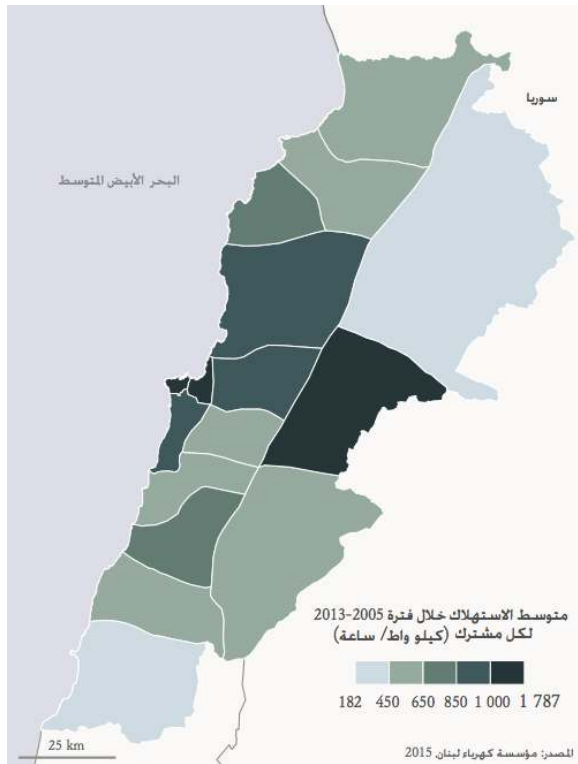 سوريا
البحر الأبيض المتوسط
متوسط الاستهلاك خلال فترة 2005-2013
لكل مشترك (كيلو واط/ ساعة)
182 450 650 850 1 000 1 787
25 km
المصدر: مؤسسة كهرباء لبنان، 2015